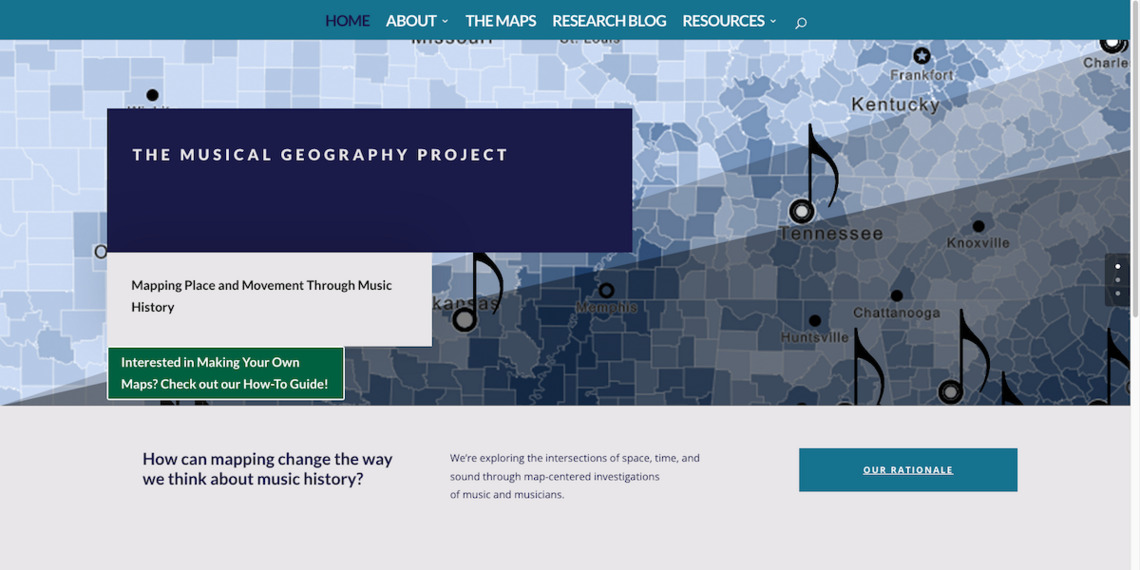 HOME ABOUT THE MAPS RESEARCH BLOG RESOURCES
Missouri St. Louis
Frankfort
Charle
Kentucky
THE MUSICAL GEOGRAPHY PROJECT
Tennessee
Knoxville
O
Mapping Place and Movement Through Music
History
kansas
Memphis
Chattanooga
Huntsville
Interested in Making Your Own
Maps? Check out our How-To Guide!
How can mapping change the way
we think about music history?
We're exploring the intersections of space, time, and
sound through map-centered investigations
of music and musicians.
OUR RATIONALE